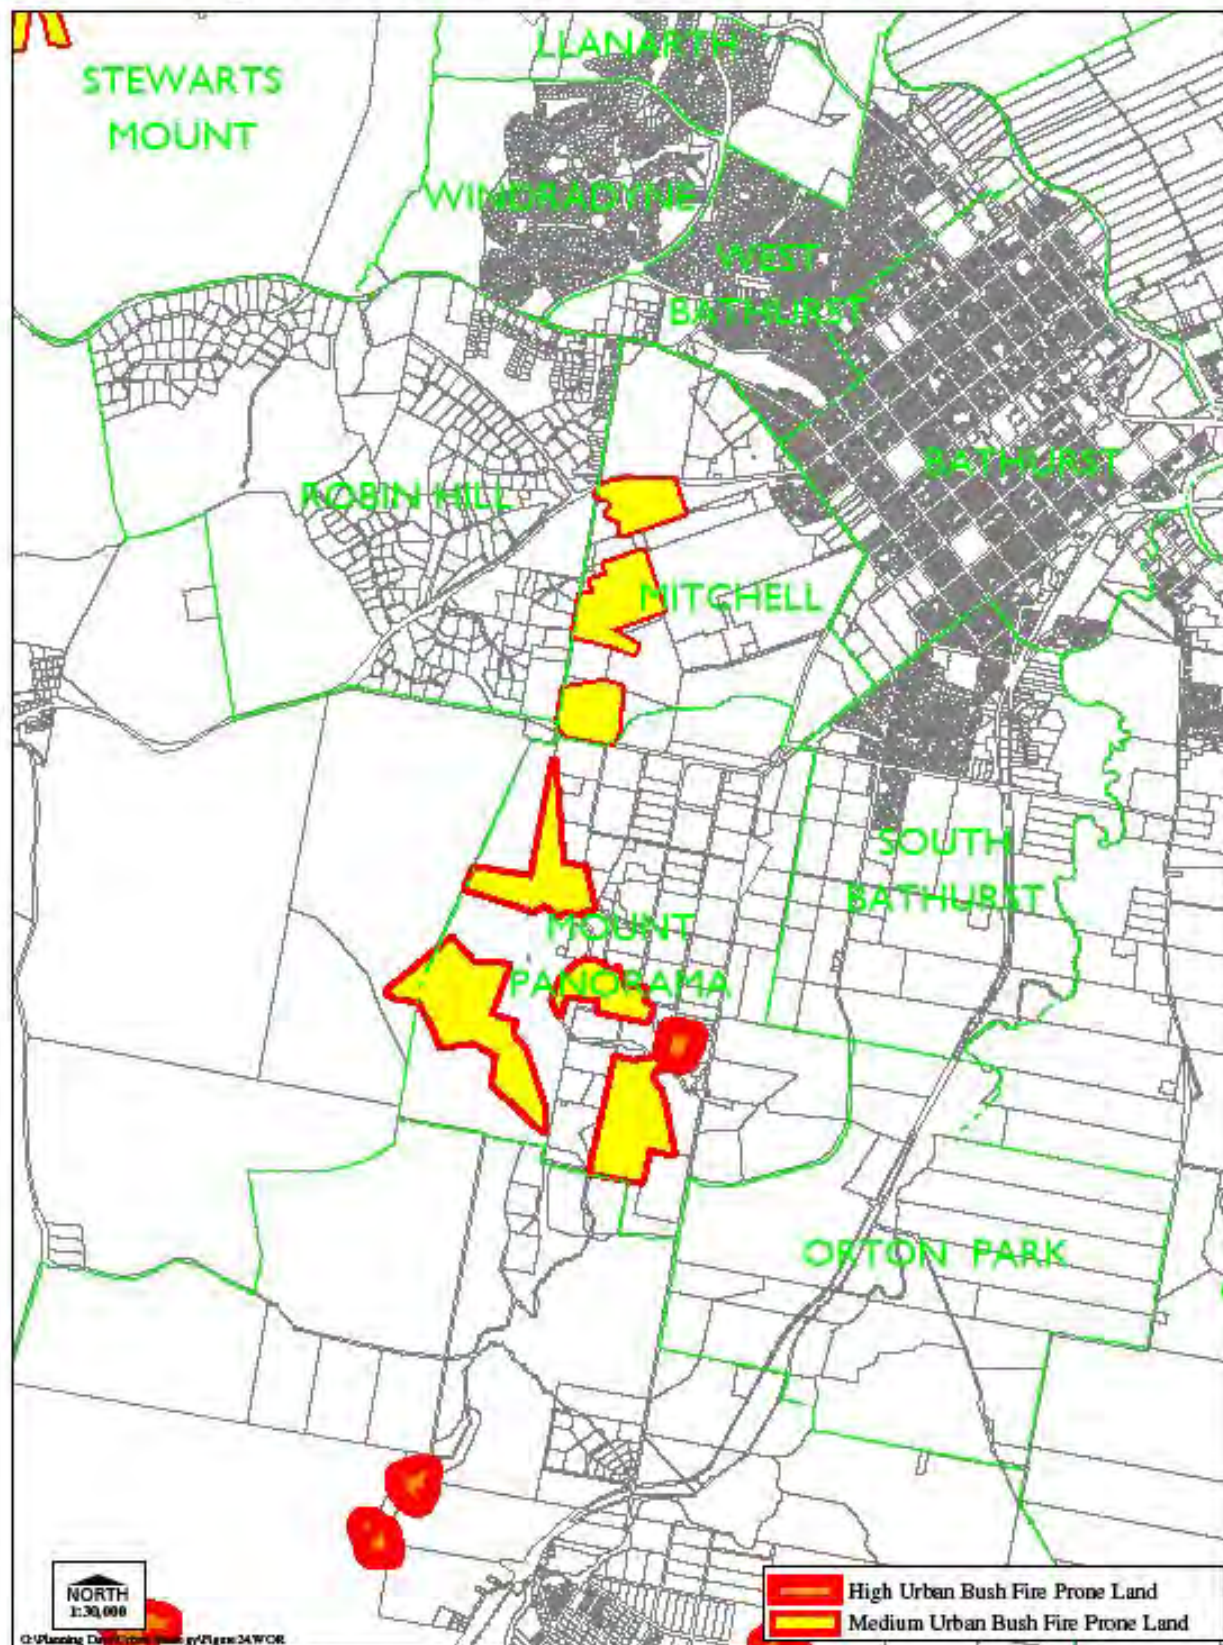 LLANARTH
STEWARTS
MOUNT
WINDRADYNE
WEST
BATHURST
BATHURST
ROBIN HILL
MITCHELL
SOUTH
BATHURST
MOUNT
PANORAMA
ORTON PARK
NORTH
1:30,000
High Urban Bush Fire Prone Land
Medium Urban Bush Fire Prone Land